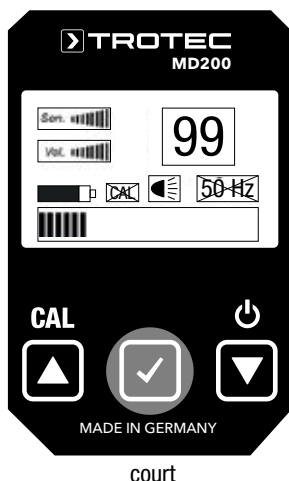 TROTEC
MD200
Sen.
99
Vol.
CAL 50 Hz
CAL
MADE IN GERMANY
court